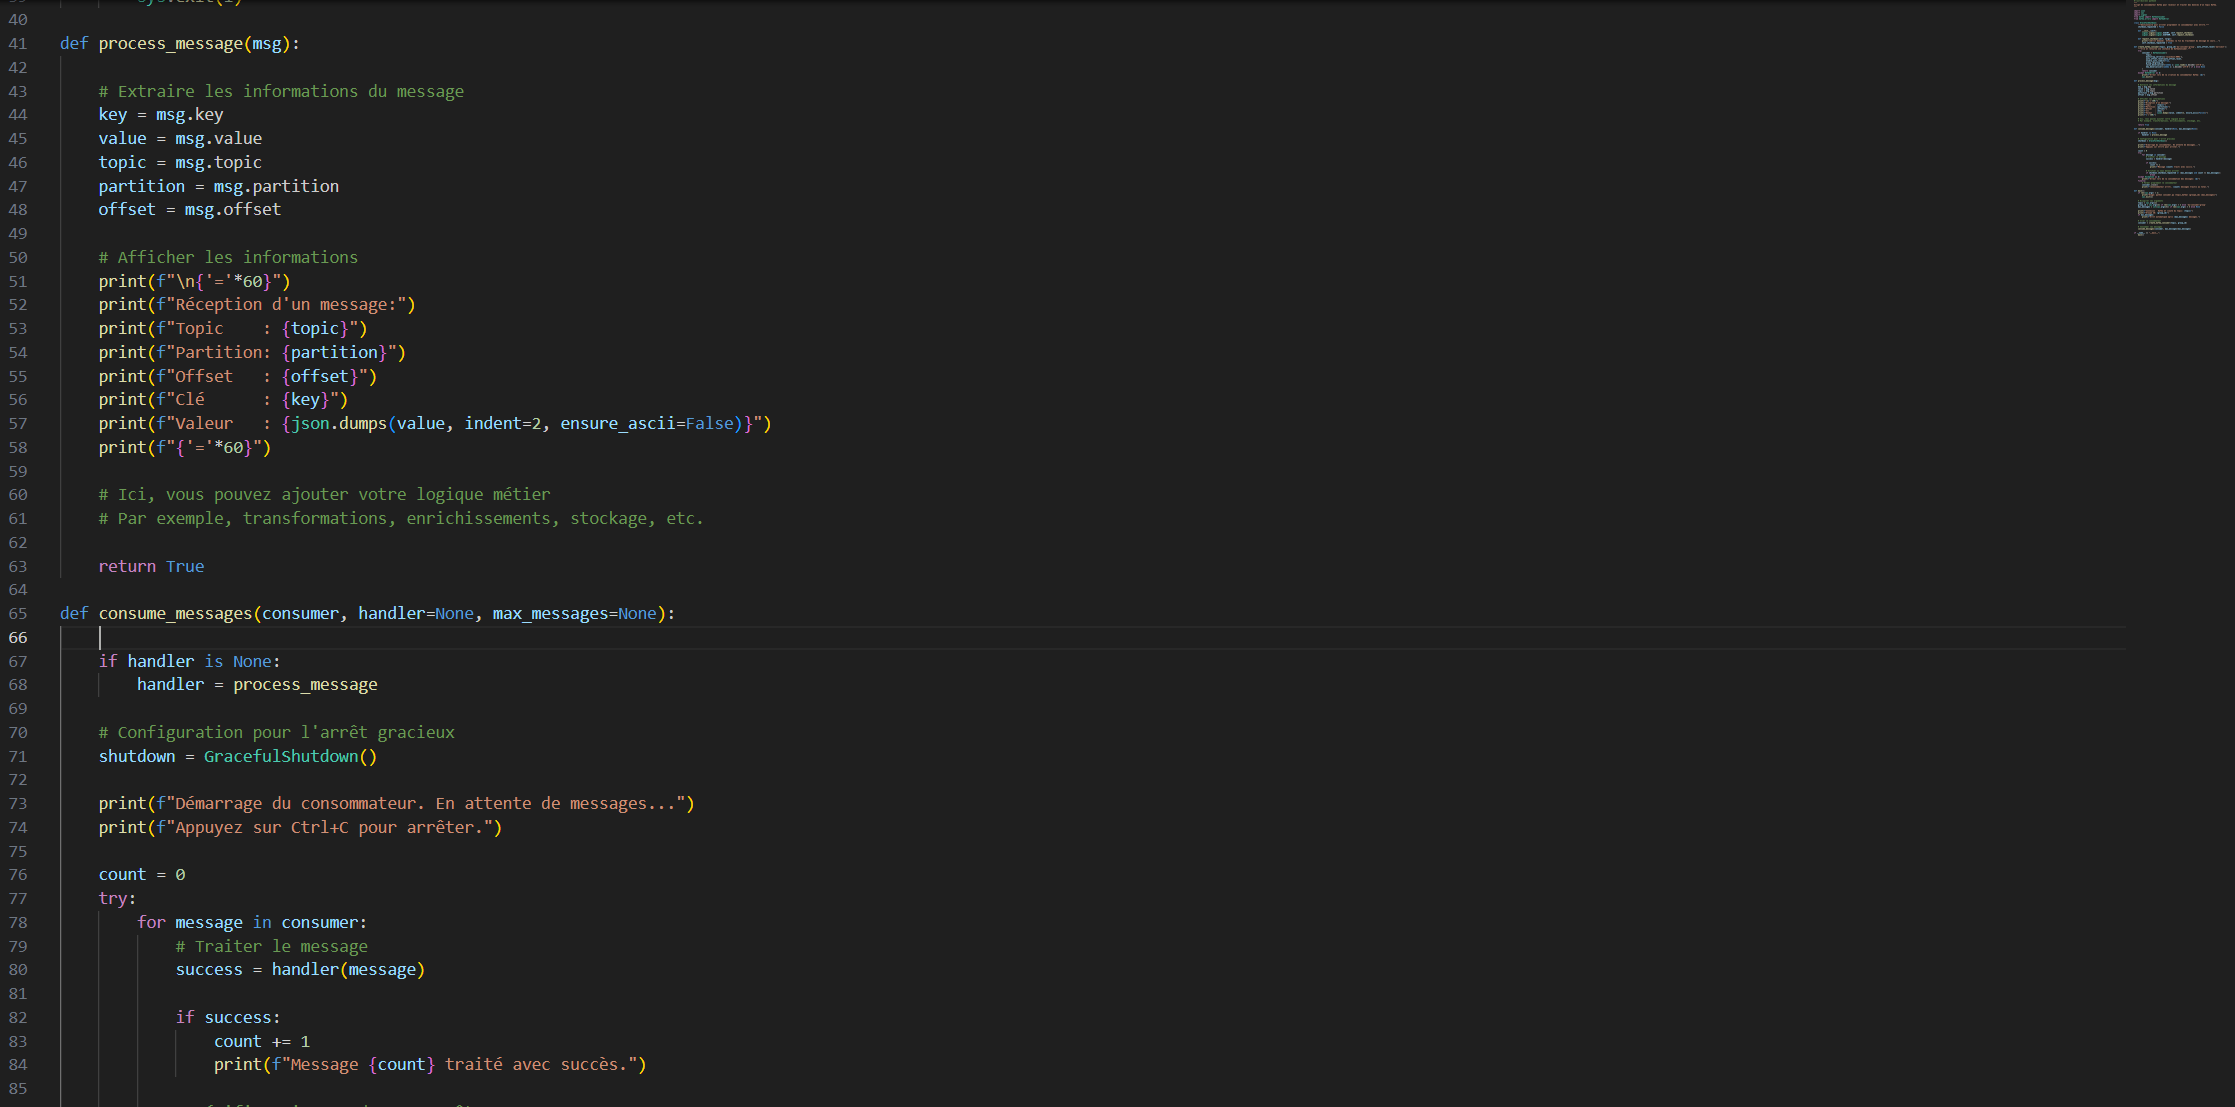 40
41 def process_message(msg):
42
43     # Extraire les informations du message
44     key = msg.key
45     value = msg.value
46     topic = msg.topic
47     partition = msg.partition
48     offset = msg.offset
49
50     # Afficher les informations
51     print(f"\n{'='*60}")
52     print(f"Réception d'un message:")
53     print(f"Topic    : {topic}")
54     print(f"Partition: {partition}")
55     print(f"Offset   : {offset}")
56     print(f"Clé      : {key}")
57     print(f"Valeur   : {json.dumps(value, indent=2, ensure_ascii=False)}")
58     print(f"{'='*60}")
59
60     # Ici, vous pouvez ajouter votre logique métier
61     # Par exemple, transformations, enrichissements, stockage, etc.
62
63     return True
64
65 def consume_messages(consumer, handler=None, max_messages=None):
66
67     if handler is None:
68         handler = process_message
69
70     # Configuration pour l'arrêt gracieux
71     shutdown = GracefulShutdown()
72
73     print(f"Démarrage du consommateur. En attente de messages...")
74     print(f"Appuyez sur Ctrl+C pour arrêter.")
75
76     count = 0
77     try:
78         for message in consumer:
79             # Traiter le message
80             success = handler(message)
81
82             if success:
83                 count += 1
84                 print(f"Message {count} traité avec succès.")
85